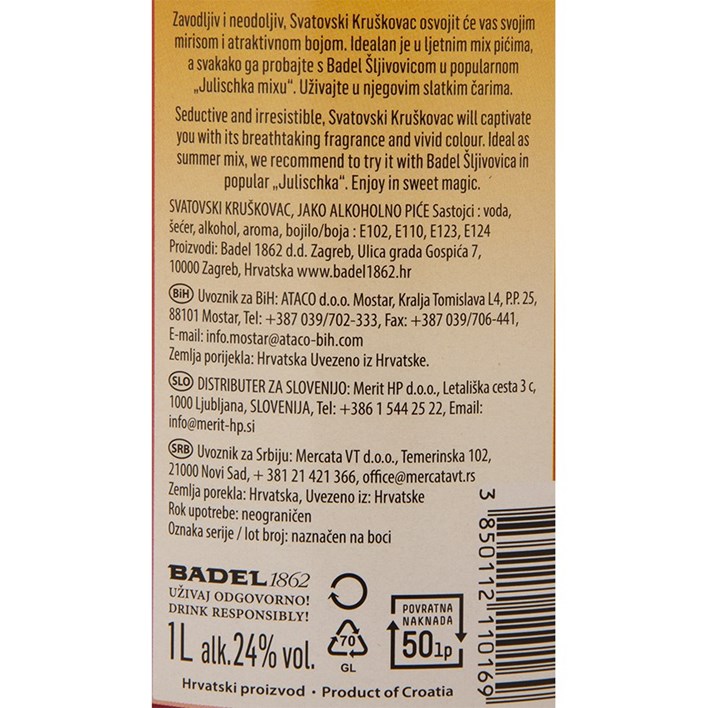 Zavodljiv i neodoljiv, Svatovski Kruškovac osvojit će vas svojim
mirisom i atraktivnom bojom. Idealan je u ljetnim mix pićima,
a svakako ga probajte s Badel Šljivovicom u popularnom
„Julischka mixu“. Uživajte u njegovim slatkim čarima.
Seductive and irresistible, Svatovski Kruškovac will captivate
you with its breathtaking fragrance and vivid colour. Ideal as
summer mix, we recommend to try it with Badel Šljivovica in
popular „Julischka“. Enjoy in sweet magic.
SVATOVSKI KRUŠKOVAC, JAKO ALKOHOLNO PIĆE Sastojci : voda,
šećer, alkohol, aroma, bojilo/boja : E102, E110, E123, E124
Proizvodi: Badel 1862 d.d. Zagreb, Ulica grada Gospića 7,
10000 Zagreb, Hrvatska www.badel1862.hr
BiH Uvoznik za BiH: ATACO d.o.o. Mostar, Kralja Tomislava L4, P.P. 25,
88101 Mostar, Tel: +387 039/702-333, Fax: +387 039/706-441,
E-mail: info.mostar@ataco-bih.com
Zemlja porijekla: Hrvatska Uvezeno iz Hrvatske.
SLO DISTRIBUTER ZA SLOVENIJO: Merit HP d.o.o., Letališka cesta 3 c,
1000 Ljubljana, SLOVENIJA, Tel: +386 1 544 25 22, Email:
info@merit-hp.si
SRB Uvoznik za Srbiju: Mercata VT d.o.o., Temerinska 102,
21000 Novi Sad, + 381 21 421 366, office@mercatavt.rs
Zemlja porekla: Hrvatska, Uvezeno iz: Hrvatske
Rok upotrebe: neograničen
Oznaka serije / lot broj: naznačen na boci
BADEL 1862
UŽIVAJ ODGOVORNO!
DRINK RESPONSIBLY!
1L alk. 24% vol.
70
GL
POVRATNA
NAKNADA
50lp
Hrvatski proizvod • Product of Croatia
3 850112 110169